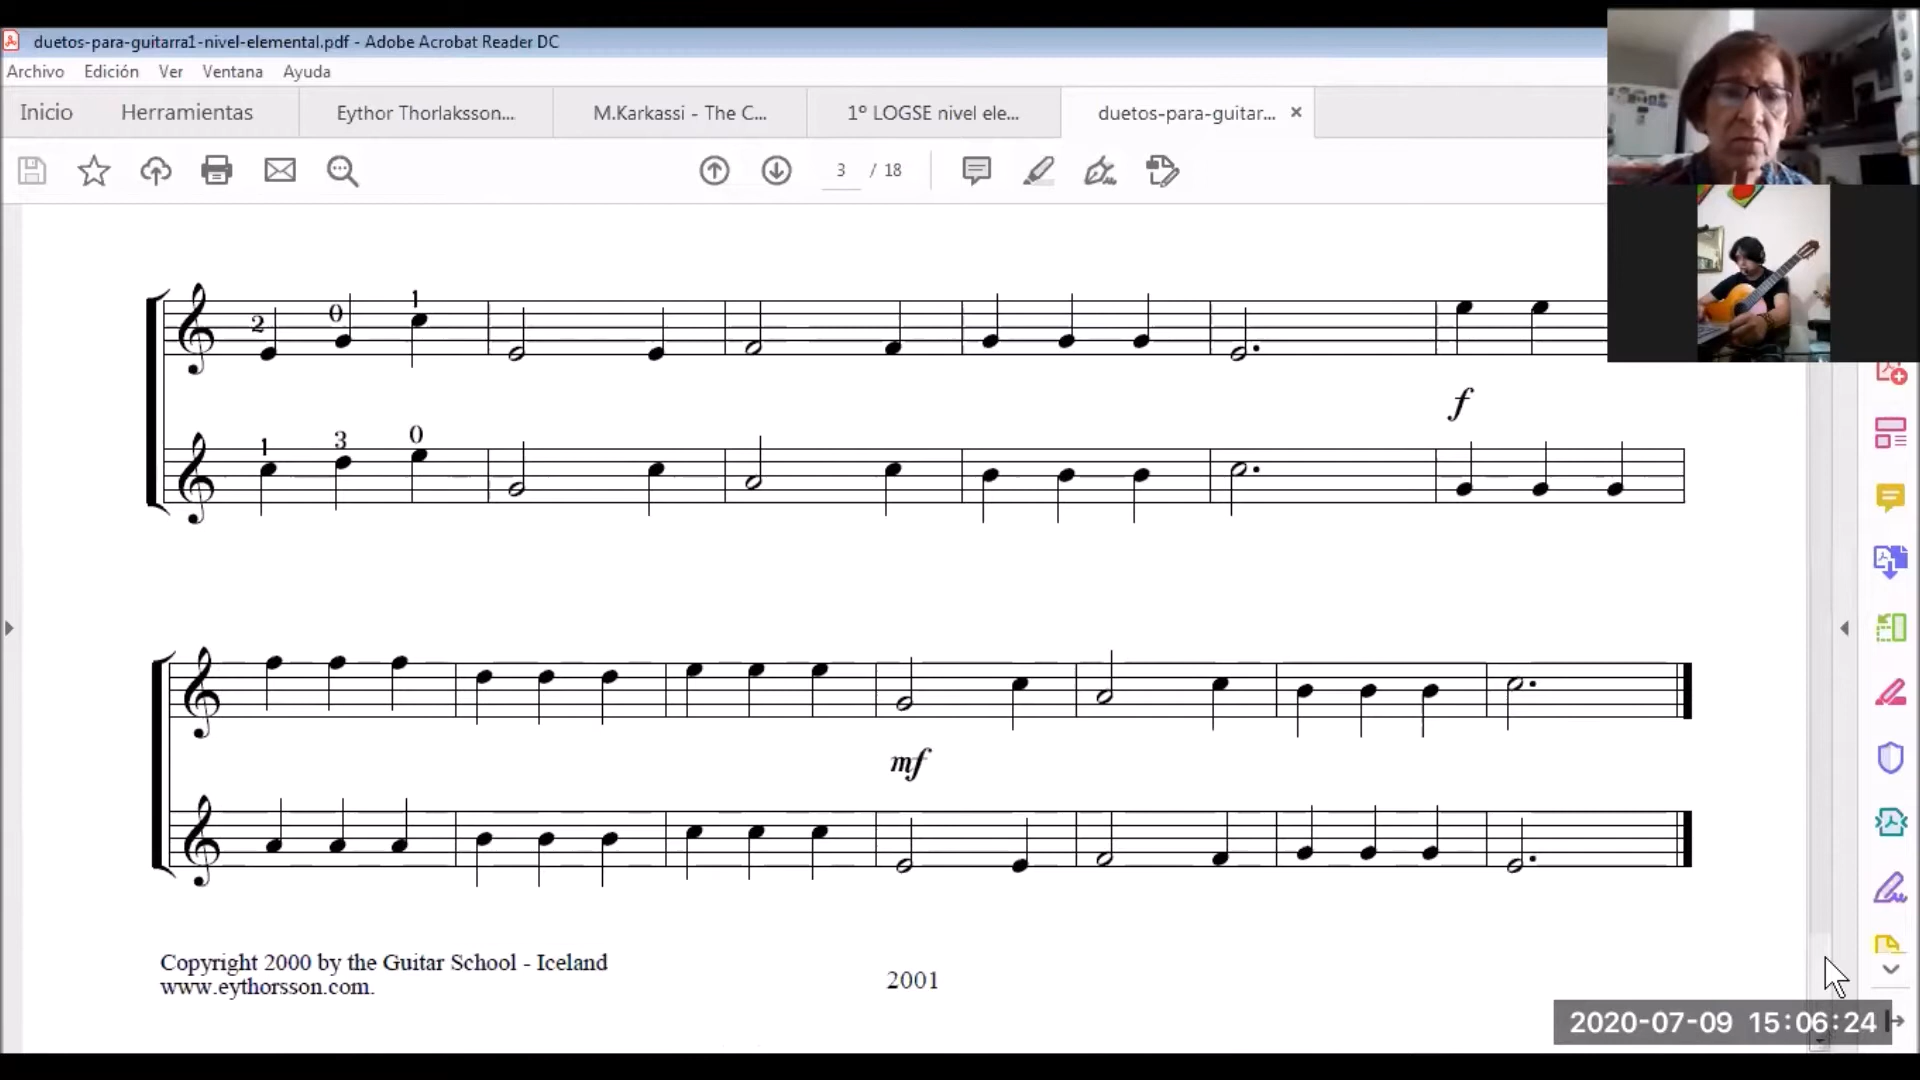 duetos-para-guitarra1-nivel-elemental.pdf - Adobe Acrobat Reader DC
Archivo Edición Ver Ventana Ayuda
Inicio Herramientas Eythor Thorlaksson... M.Karkassi - The C... 1º LOGSE nivel ele... duetos-para-guitar... ×
3 / 18
2 0 1
f
1 3 0
mf
Copyright 2000 by the Guitar School - Iceland
www.eythorsson.com.
2001
2020-07-09 15:06:24